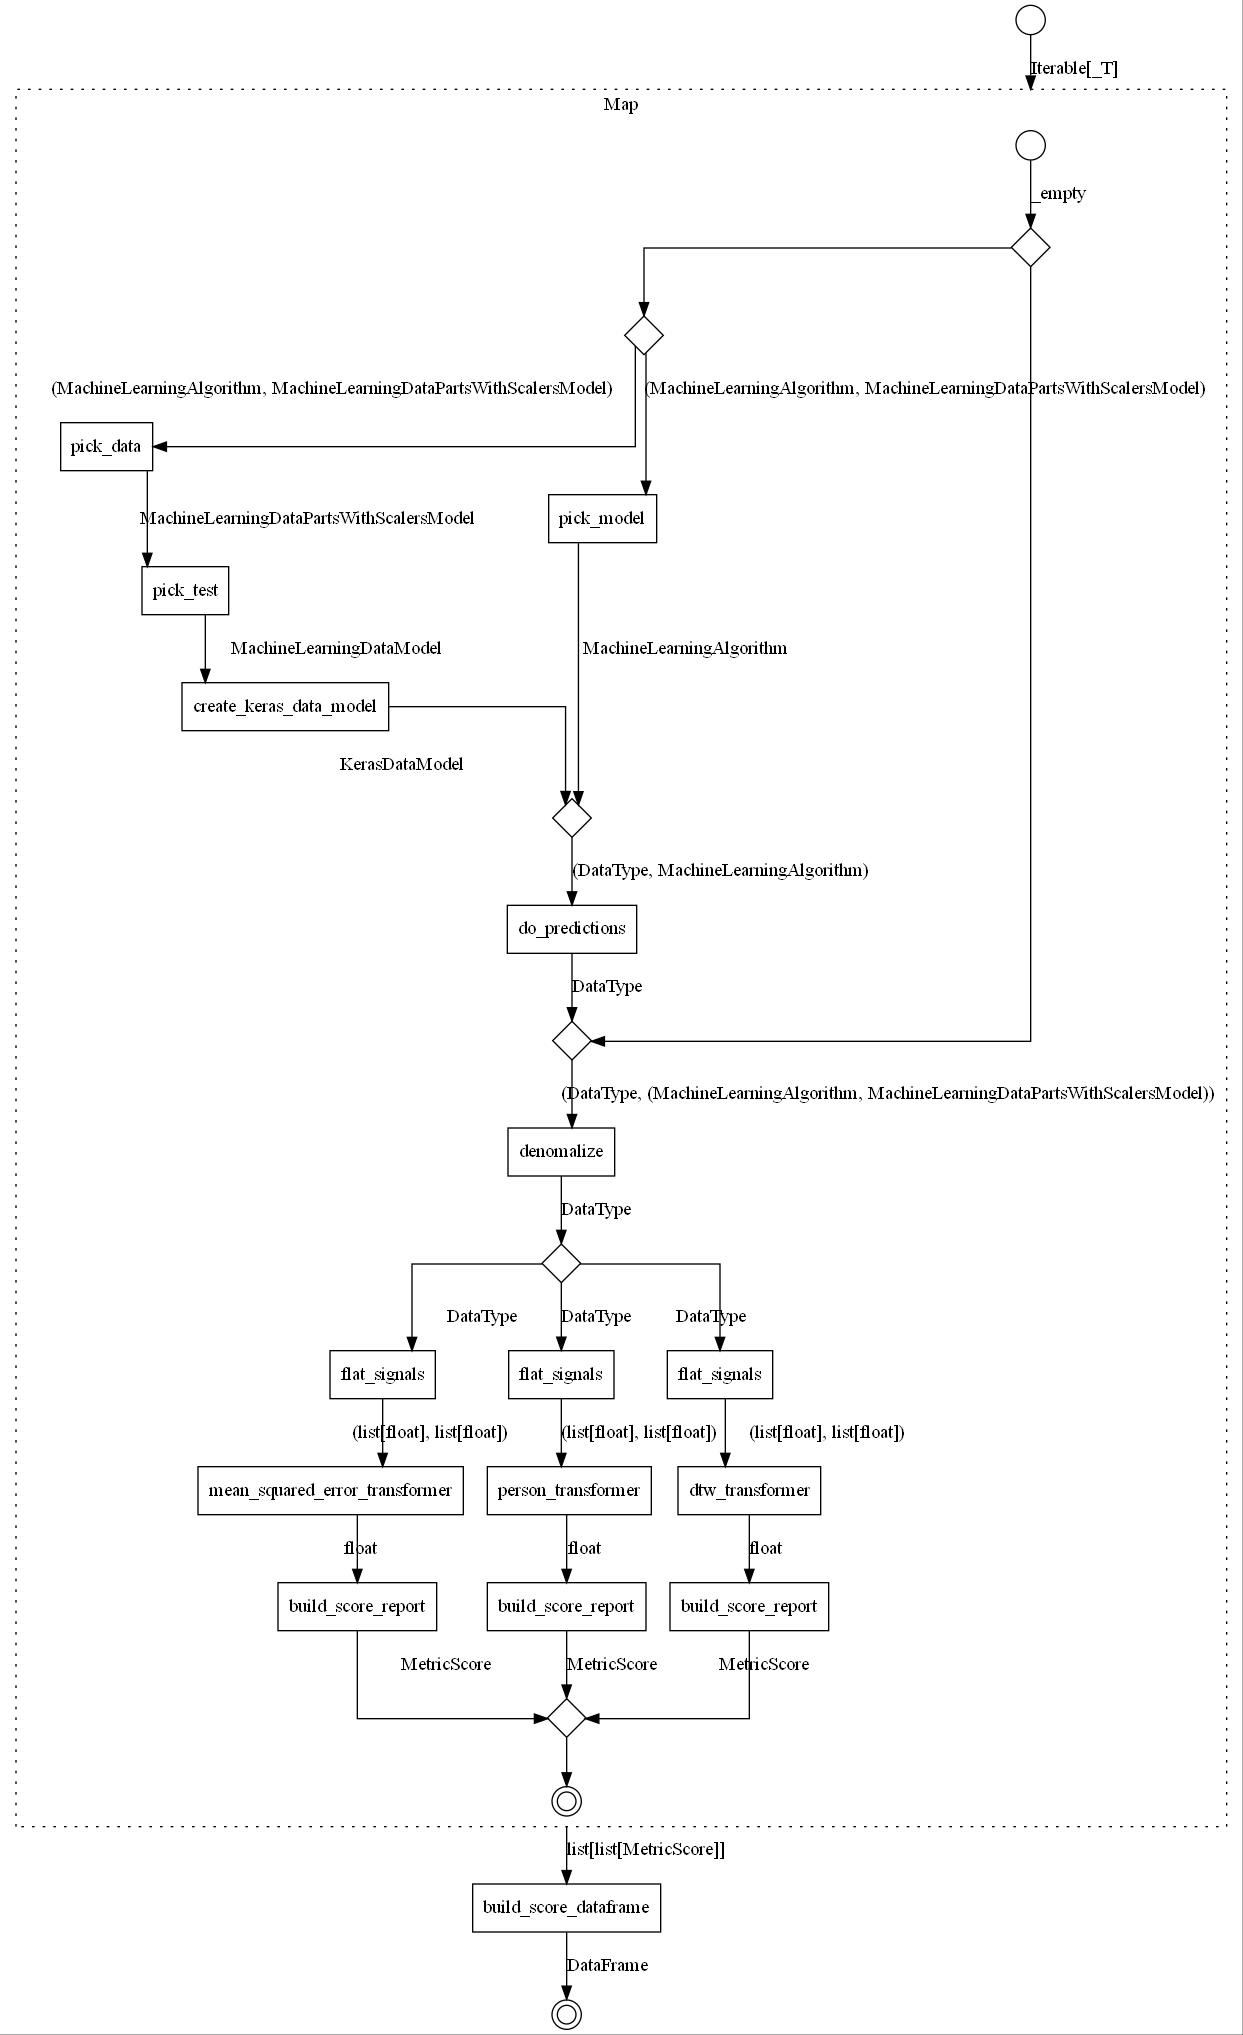 Iterable[_T]
Map
_empty
(MachineLearningAlgorithm, MachineLearningDataPartsWithScalersModel)
(MachineLearningAlgorithm, MachineLearningDataPartsWithScalersModel)
pick_data
MachineLearningDataPartsWithScalersModel
pick_model
pick_test
MachineLearningDataModel
MachineLearningAlgorithm
create_keras_data_model
KerasDataModel
(DataType, MachineLearningAlgorithm)
do_predictions
DataType
(DataType, (MachineLearningAlgorithm, MachineLearningDataPartsWithScalersModel))
denomalize
DataType
DataType
DataType
DataType
flat_signals
flat_signals
flat_signals
(list[float], list[float])
(list[float], list[float])
(list[float], list[float])
mean_squared_error_transformer
person_transformer
dtw_transformer
float
float
float
build_score_report
build_score_report
build_score_report
MetricScore
MetricScore
MetricScore
list[list[MetricScore]]
build_score_dataframe
DataFrame